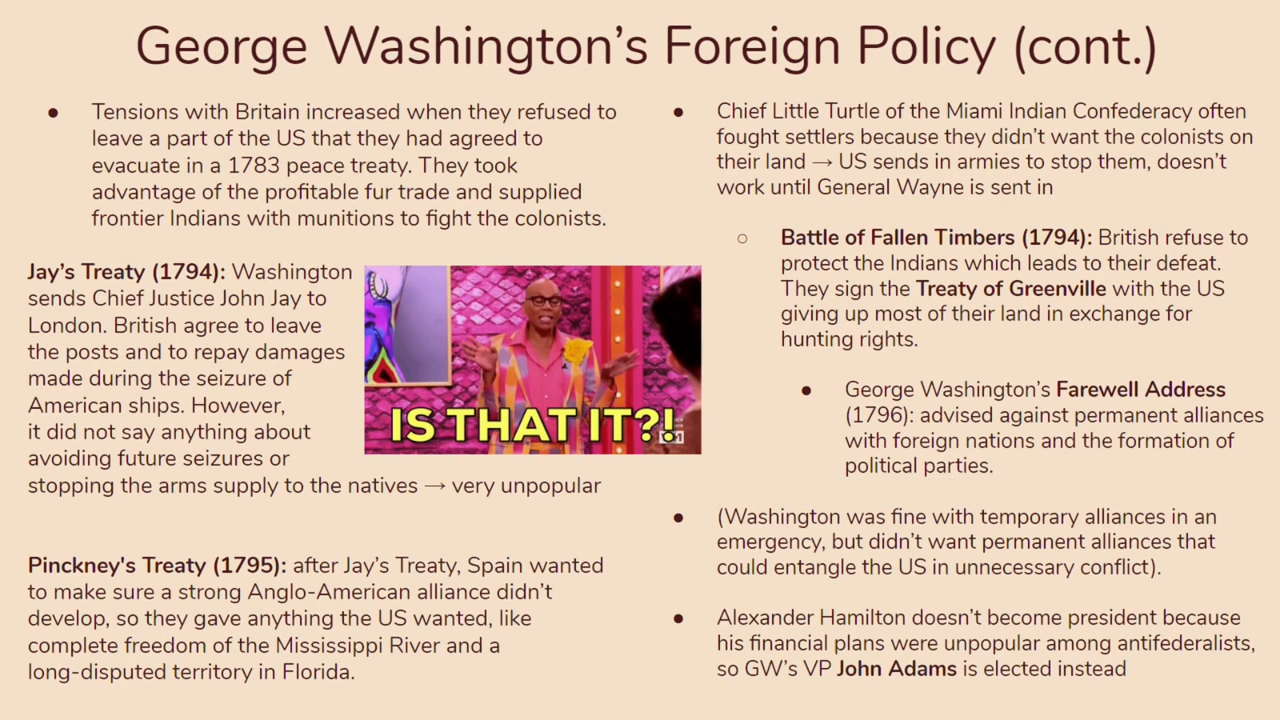 George Washington’s Foreign Policy (cont.)
● Tensions with Britain increased when they refused to
leave a part of the US that they had agreed to
evacuate in a 1783 peace treaty. They took
advantage of the profitable fur trade and supplied
frontier Indians with munitions to fight the colonists.
Jay’s Treaty (1794): Washington
sends Chief Justice John Jay to
London. British agree to leave
the posts and to repay damages
made during the seizure of
American ships. However,
it did not say anything about
avoiding future seizures or
stopping the arms supply to the natives → very unpopular
IS THAT IT?!
Pinckney's Treaty (1795): after Jay’s Treaty, Spain wanted
to make sure a strong Anglo-American alliance didn’t
develop, so they gave anything the US wanted, like
complete freedom of the Mississippi River and a
long-disputed territory in Florida.
● Chief Little Turtle of the Miami Indian Confederacy often
fought settlers because they didn’t want the colonists on
their land → US sends in armies to stop them, doesn’t
work until General Wayne is sent in
○ Battle of Fallen Timbers (1794): British refuse to
protect the Indians which leads to their defeat.
They sign the Treaty of Greenville with the US
giving up most of their land in exchange for
hunting rights.
● George Washington’s Farewell Address
(1796): advised against permanent alliances
with foreign nations and the formation of
political parties.
● (Washington was fine with temporary alliances in an
emergency, but didn’t want permanent alliances that
could entangle the US in unnecessary conflict).
● Alexander Hamilton doesn’t become president because
his financial plans were unpopular among antifederalists,
so GW’s VP John Adams is elected instead